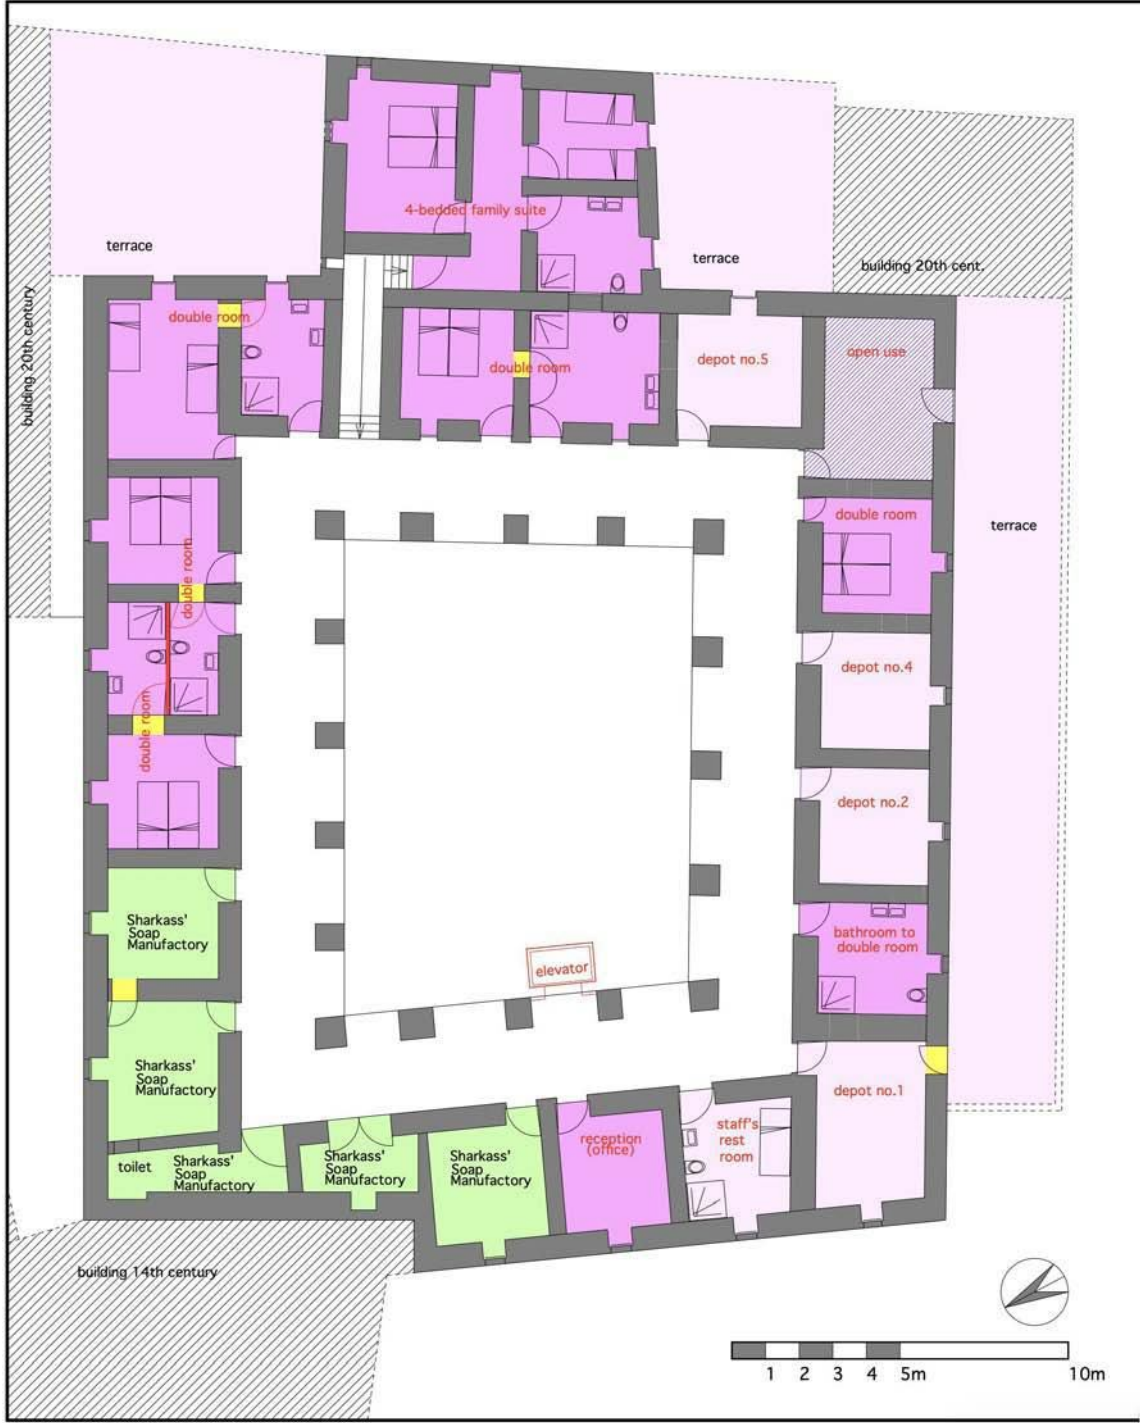 4-bedded family suite
terrace
terrace
building 20th cent.
building 20th century
double room
double room
depot no.5
open use
double room
terrace
double room
depot no.4
double room
depot no.2
Sharkass'
Soap
Manufactory
bathroom to
double room
elevator
Sharkass'
Soap
Manufactory
depot no.1
staff's
rest
room
reception
(office)
toilet
Sharkass'
Soap
Manufactory
Sharkass'
Soap
Manufactory
Sharkass'
Soap
Manufactory
building 14th century
1 2 3 4 5m 10m